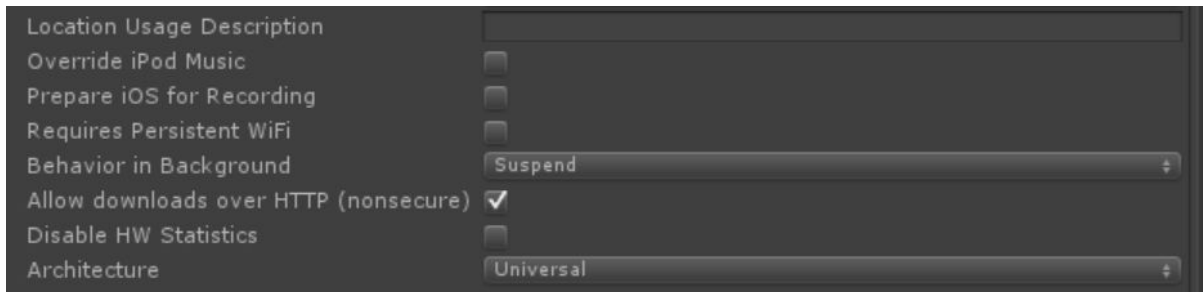 Location Usage Description
Override iPod Music
Prepare iOS for Recording
Requires Persistent WiFi
Behavior in Background Suspend
Allow downloads over HTTP (nonsecure)
Disable HW Statistics
Architecture Universal